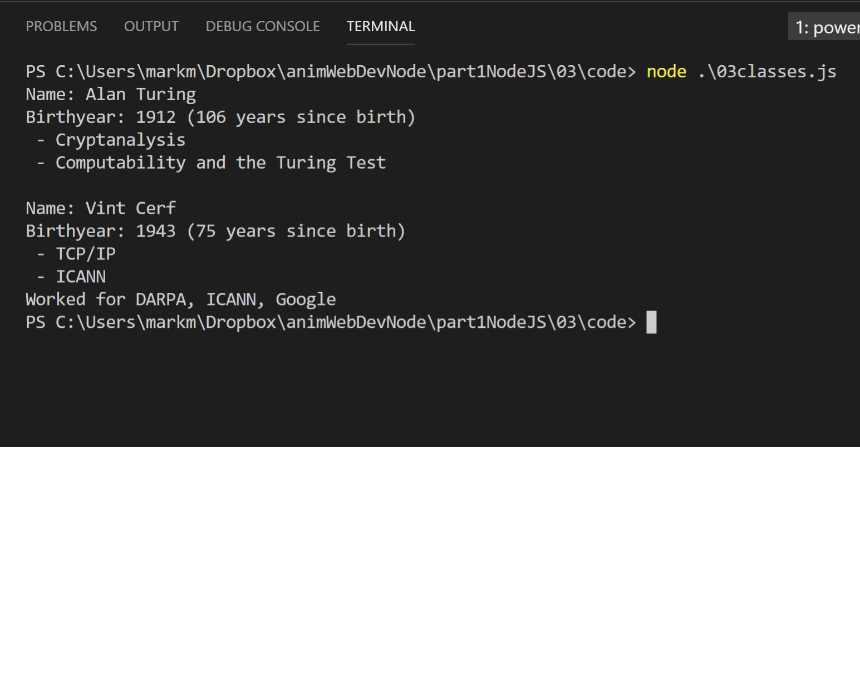 PROBLEMS OUTPUT DEBUG CONSOLE TERMINAL 1: power
PS C:\Users\markm\Dropbox\animWebDevNode\part1NodeJS\03\code> node .\03classes.js
Name: Alan Turing
Birthyear: 1912 (106 years since birth)
- Cryptanalysis
- Computability and the Turing Test
Name: Vint Cerf
Birthyear: 1943 (75 years since birth)
- TCP/IP
- ICANN
Worked for DARPA, ICANN, Google
PS C:\Users\markm\Dropbox\animWebDevNode\part1NodeJS\03\code>